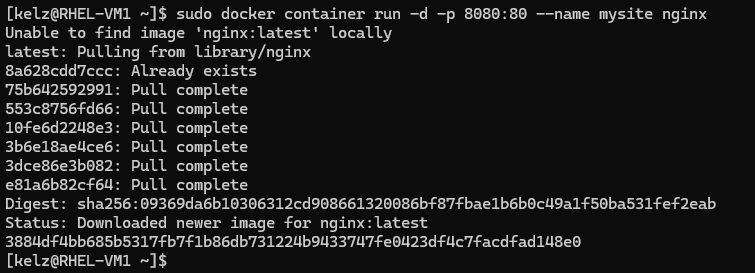 [kelz@RHEL-VM1 ~]$ sudo docker container run -d -p 8080:80 --name mysite nginx
Unable to find image 'nginx:latest' locally
latest: Pulling from library/nginx
8a628cdd7ccc: Already exists
75b642592991: Pull complete
553c8756fd66: Pull complete
10fe6d2248e3: Pull complete
3b6e18ae4ce6: Pull complete
3dce86e3b082: Pull complete
e81a6b82cf64: Pull complete
Digest: sha256:09369da6b10306312cd908661320086bf87fbae1b6b0c49a1f50ba531fef2eab
Status: Downloaded newer image for nginx:latest
3884df4bb685b5317fb7f1b86db731224b9433747fe0423df4c7facdfad148e0
[kelz@RHEL-VM1 ~]$